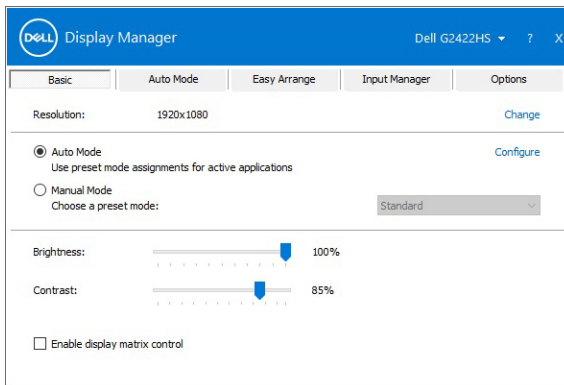 DELL Display Manager Dell G2422HS ? X
Basic Auto Mode Easy Arrange Input Manager Options
Resolution: 1920x1080 Change
Auto Mode Configure
Use preset mode assignments for active applications
Manual Mode
Choose a preset mode: Standard
Brightness: 100%
Contrast: 85%
Enable display matrix control